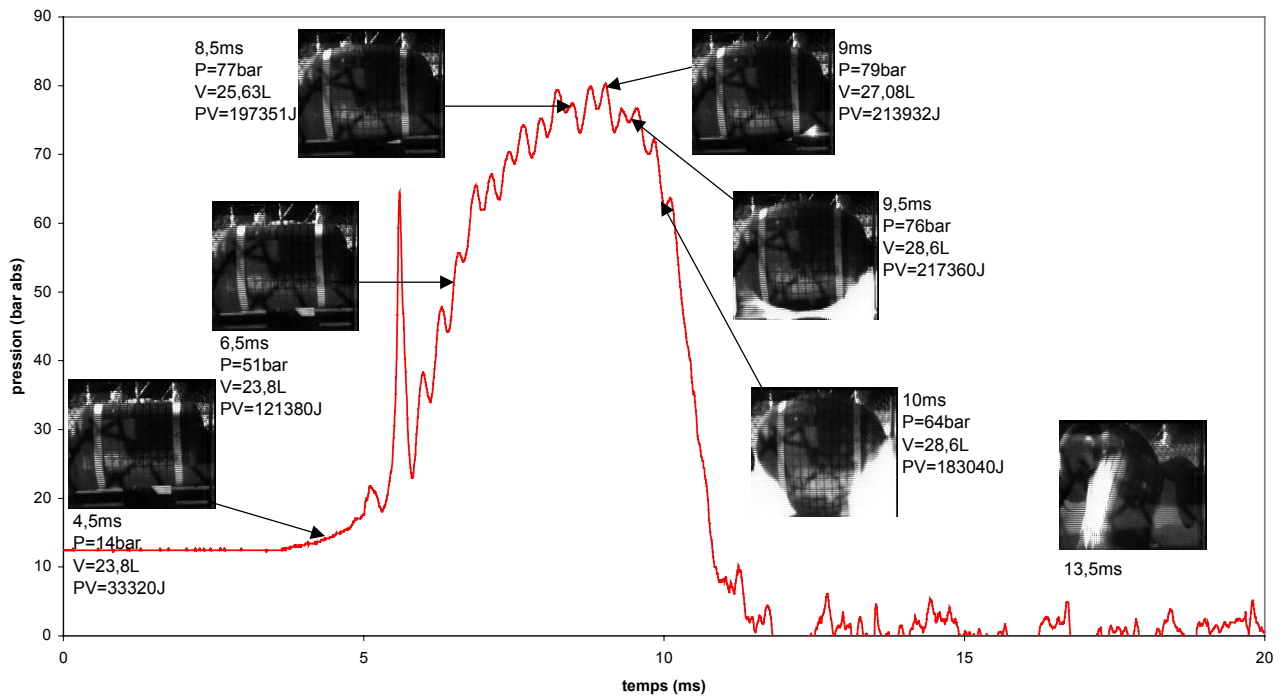 90
80
70
60
50
40
30
20
10
0
pression (bar abs)
8,5ms
P=77bar
V=25,63L
PV=197351J
9ms
P=79bar
V=27,08L
PV=213932J
9,5ms
P=76bar
V=28,6L
PV=217360J
6,5ms
P=51bar
V=23,8L
PV=121380J
10ms
P=64bar
V=28,6L
PV=183040J
4,5ms
P=14bar
V=23,8L
PV=33320J
13,5ms
0 5 10 15 20
temps (ms)